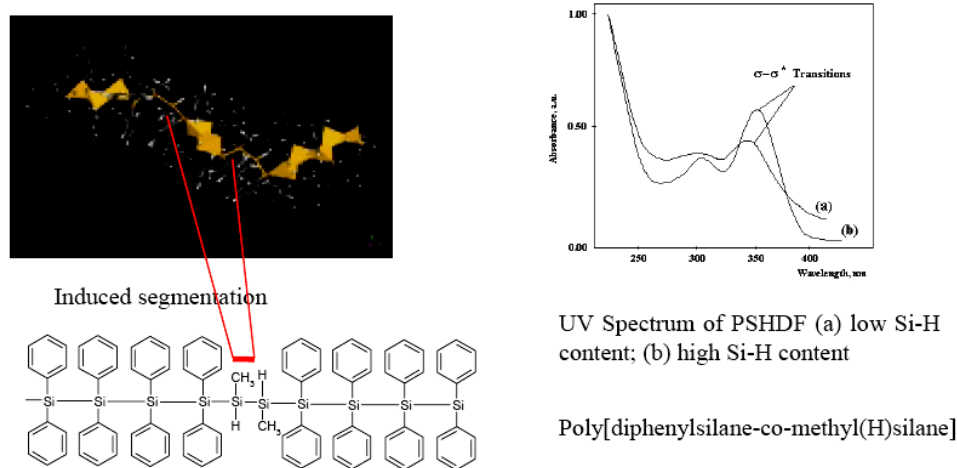 Induced segmentation
CH3
H
Si Si Si Si Si Si Si Si Si Si
H
CH3
1.00
0.50
0.00
Absorbance, a.u.
σ–σ* Transitions
(a)
(b)
250 300 350 400
Wavelength, nm
UV Spectrum of PSHDF (a) low Si-H
content; (b) high Si-H content
Poly[diphenylsilane-co-methyl(H)silane]